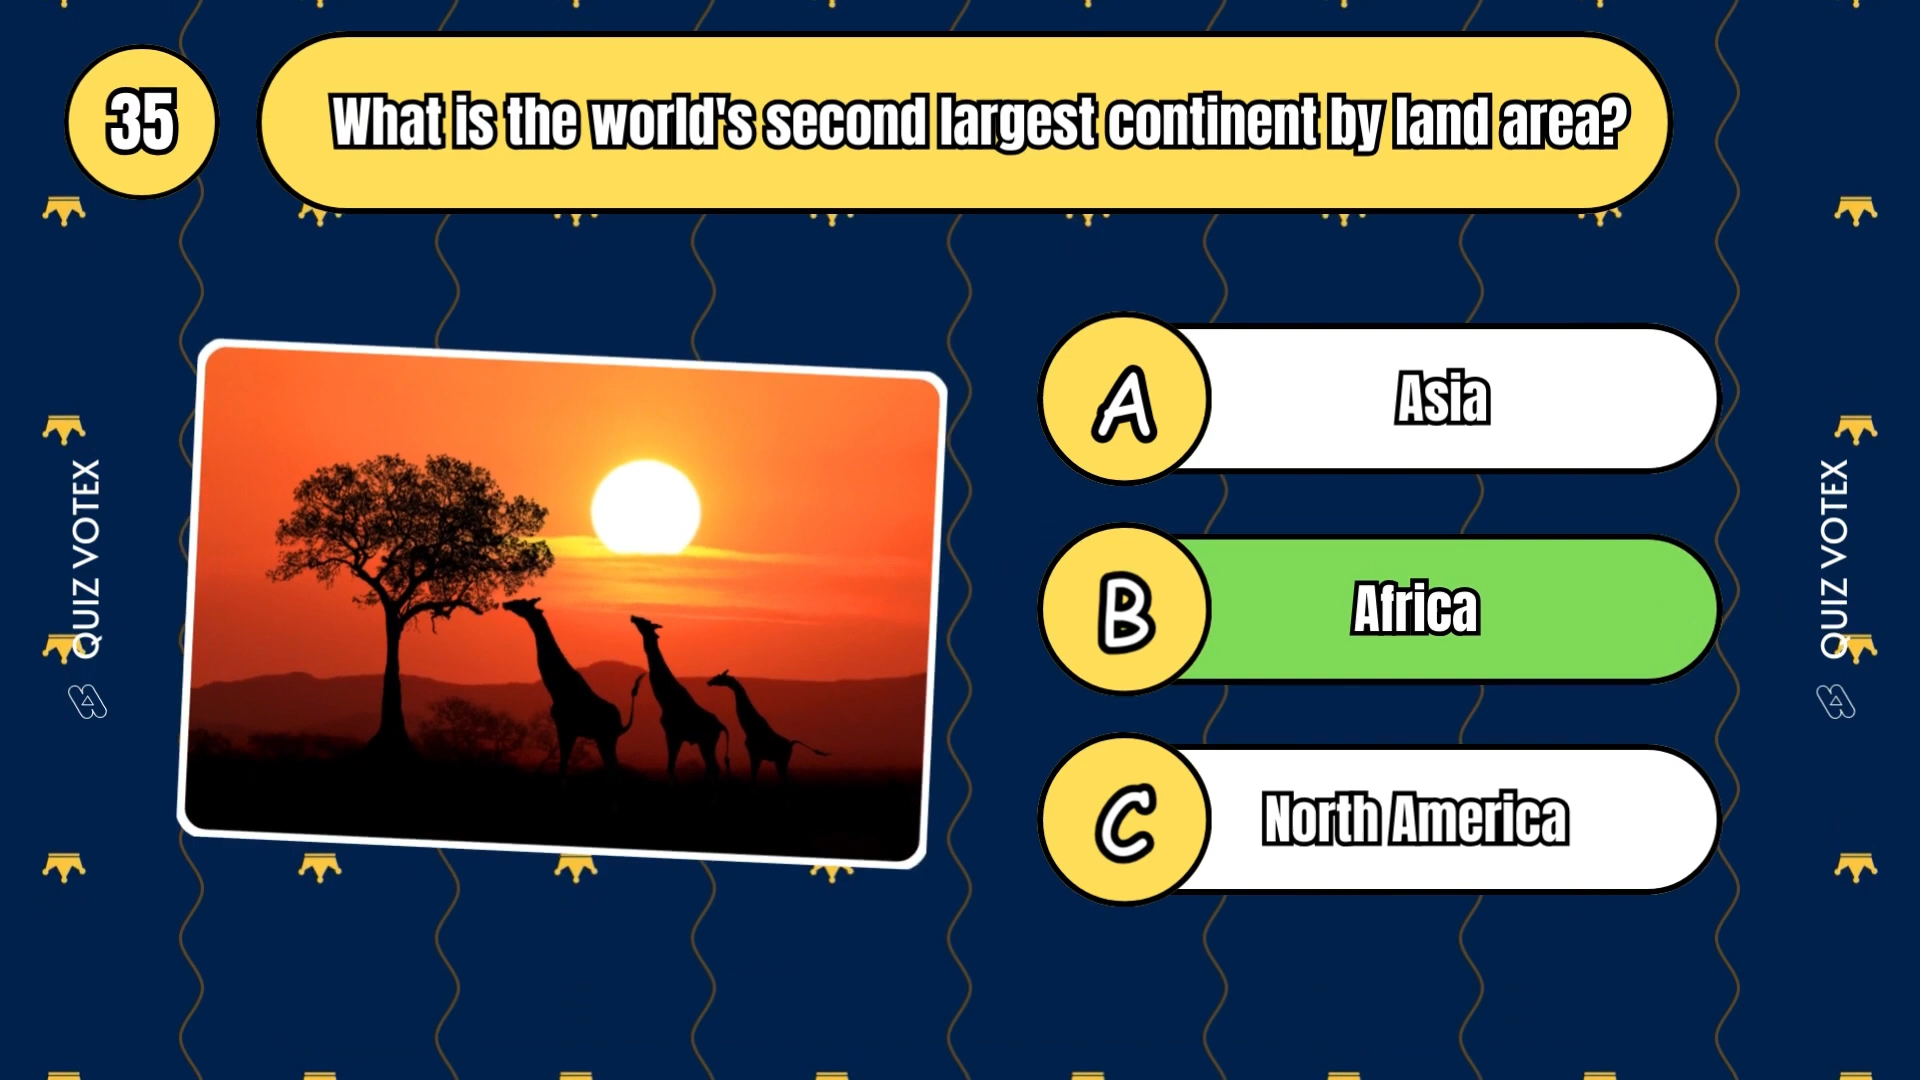 35
What is the world's second largest continent by land area?
A
Asia
B
Africa
C
North America
QUIZ VOTEX
QUIZ VOTEX